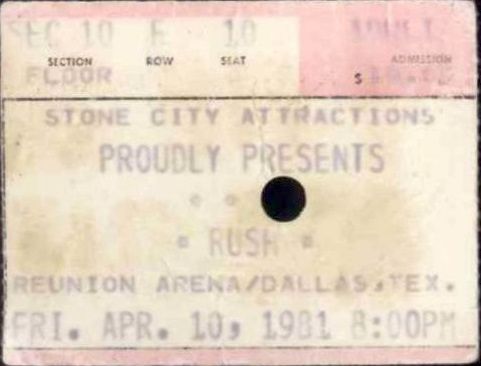 SEC 10 E 10 ADULT
SECTION ROW SEAT ADMISSION
FLOOR $
STONE CITY ATTRACTIONS
PROUDLY PRESENTS
* RUSH *
REUNION ARENA/DALLAS,TEX.
FRI. APR. 10, 1981 8:00PM